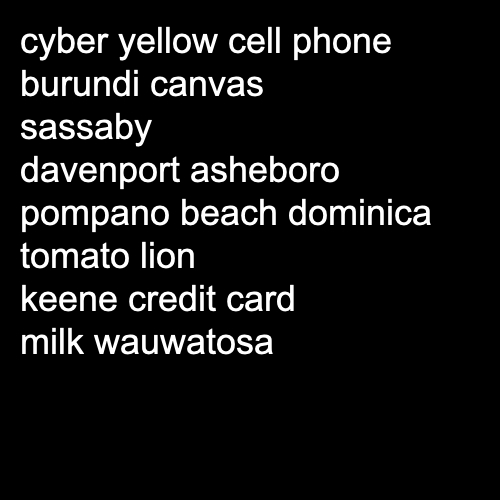 cyber yellow cell phone
burundi canvas
sassaby
davenport asheboro
pompano beach dominica
tomato lion
keene credit card
milk wauwatosa